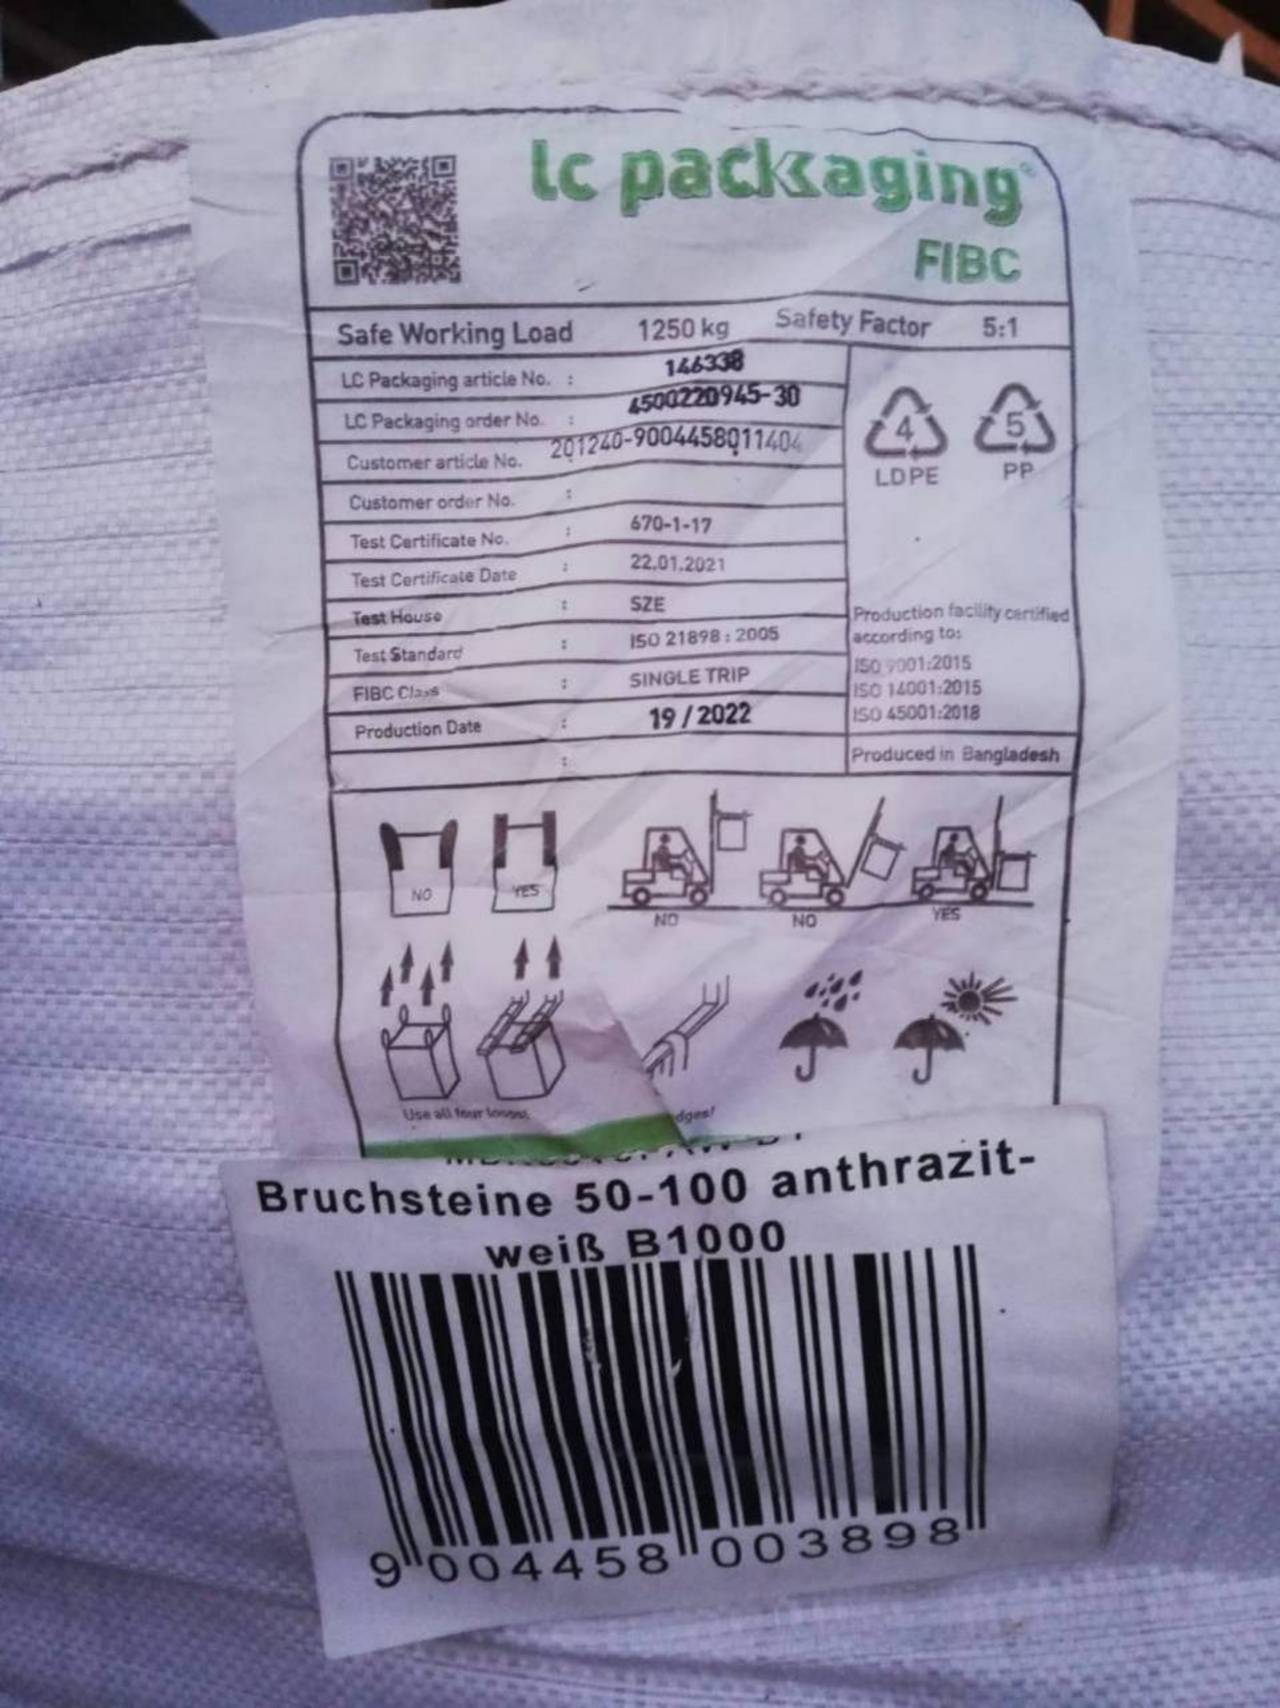 lc packaging
FIBC
Safe Working Load 1250 kg Safety Factor 5:1
LC Packaging article No. : 146338
LC Packaging order No. : 4500220945-30
Customer article No. 201240-9004458011404
Customer order No. :
Test Certificate No. : 670-1-17
Test Certificate Date : 22.01.2021
Test House : SZE
Test Standard : ISO 21898 : 2005
FIBC Class : SINGLE TRIP
Production Date : 19 / 2022
:
4 5
LDPE PP
Production facility certified
according to:
ISO 9001:2015
ISO 14001:2015
ISO 45001:2018
Produced in Bangladesh
NO YES
NO NO YES
Use all four loops!
Bruchsteine 50-100 anthrazit-
weiß B1000
9 004458 003898